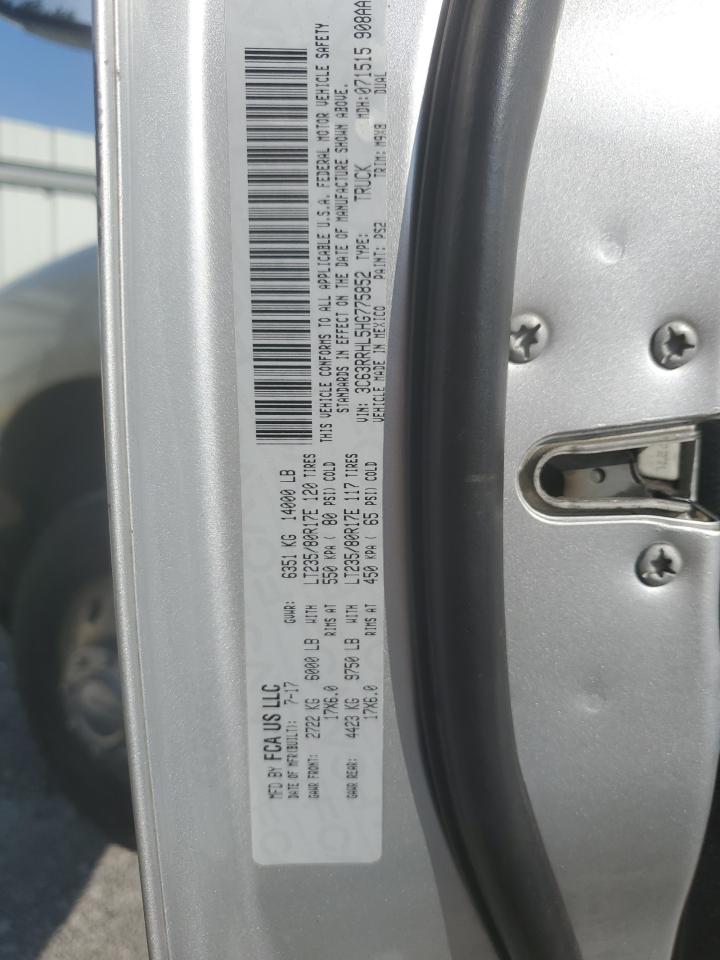 MFD BY FCA US LLC
DATE OF MFR(BUILT): 7-17 GVWR: 6351 KG 14000 LB
GAWR FRONT: 2722 KG 6000 LB WITH LT235/80R17E 120 TIRES
17X6.0 RIMS AT 550 KPA( 80 PSI) COLD
GAWR REAR: 4423 KG 9750 LB WITH LT235/80R17E 117 TIRES
17X6.0 RIMS AT 450 KPA( 65 PSI) COLD
THIS VEHICLE CONFORMS TO ALL APPLICABLE U.S.A. FEDERAL MOTOR VEHICLE SAFETY
STANDARDS IN EFFECT ON THE DATE OF MANUFACTURE SHOWN ABOVE.
VIN: 3C63RRHL5HG775852 TYPE: TRUCK MDH:071515 908AA
VEHICLE MADE IN MEXICO PAINT: PS2 TRIM: M9X8 DUAL